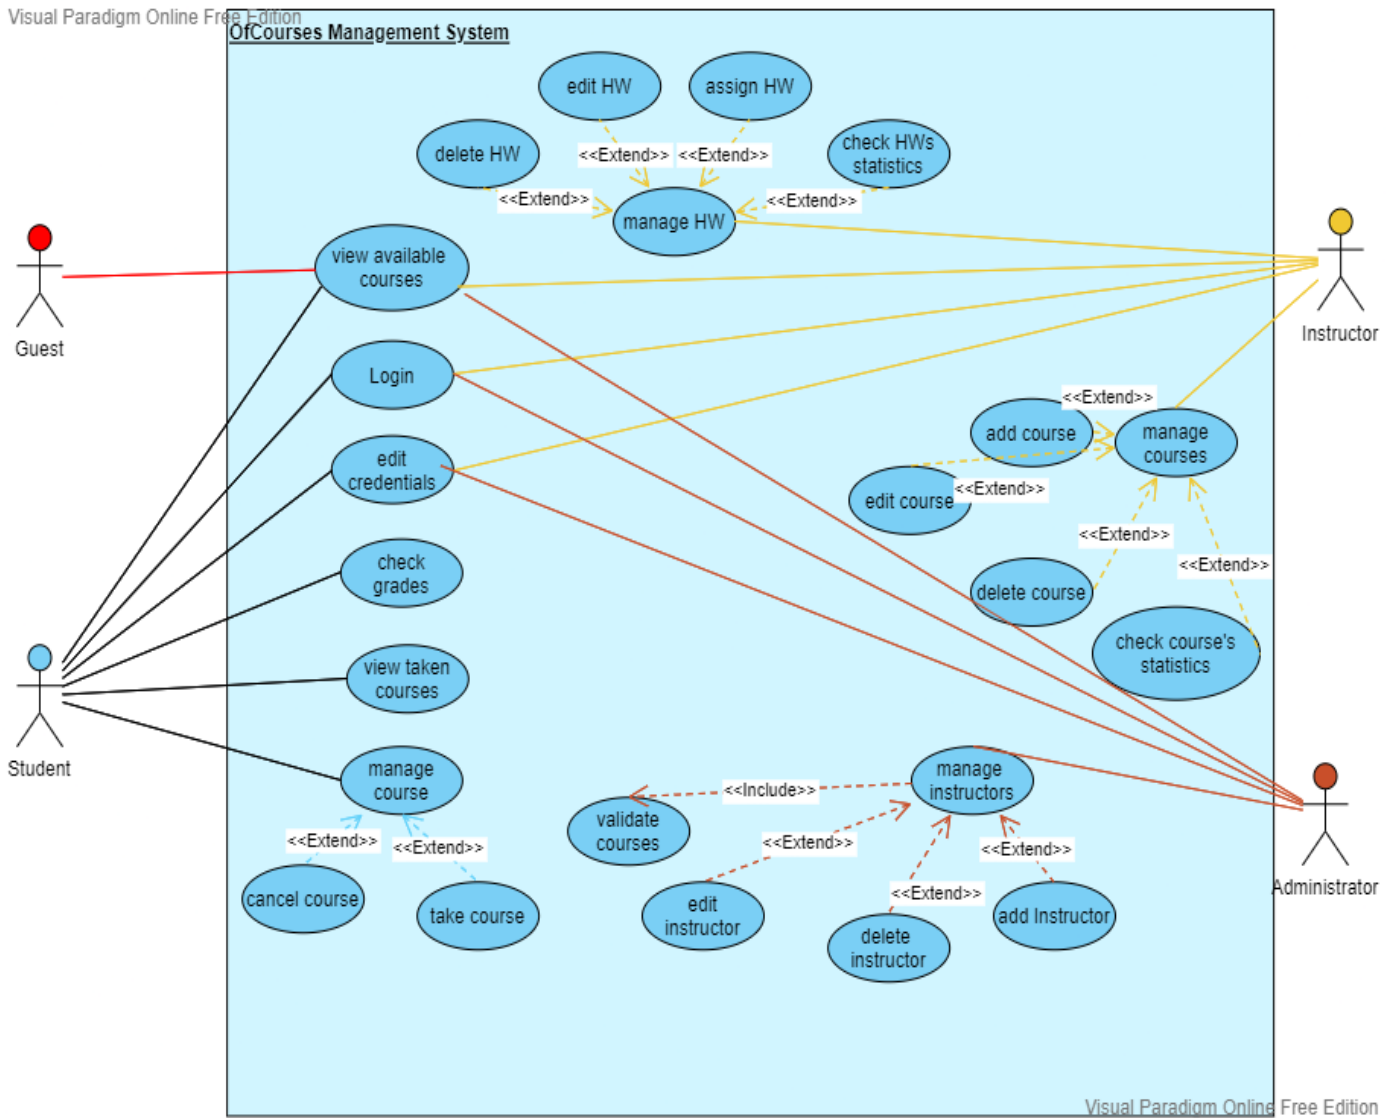 Visual Paradigm Online Free Edition
OfCourses Management System
edit HW
assign HW
delete HW
<<Extend>>
<<Extend>>
check HWs
statistics
<<Extend>>
<<Extend>>
manage HW
view available
courses
Guest
Instructor
Login
<<Extend>>
add course
manage
courses
edit
credentials
edit course
<<Extend>>
<<Extend>>
<<Extend>>
check
grades
delete course
check course's
statistics
view taken
courses
Student
manage
course
manage
instructors
<<Include>>
validate
courses
<<Extend>>
<<Extend>>
<<Extend>>
<<Extend>>
cancel course
take course
edit
instructor
<<Extend>>
add Instructor
delete
instructor
Administrator
Visual Paradigm Online Free Edition